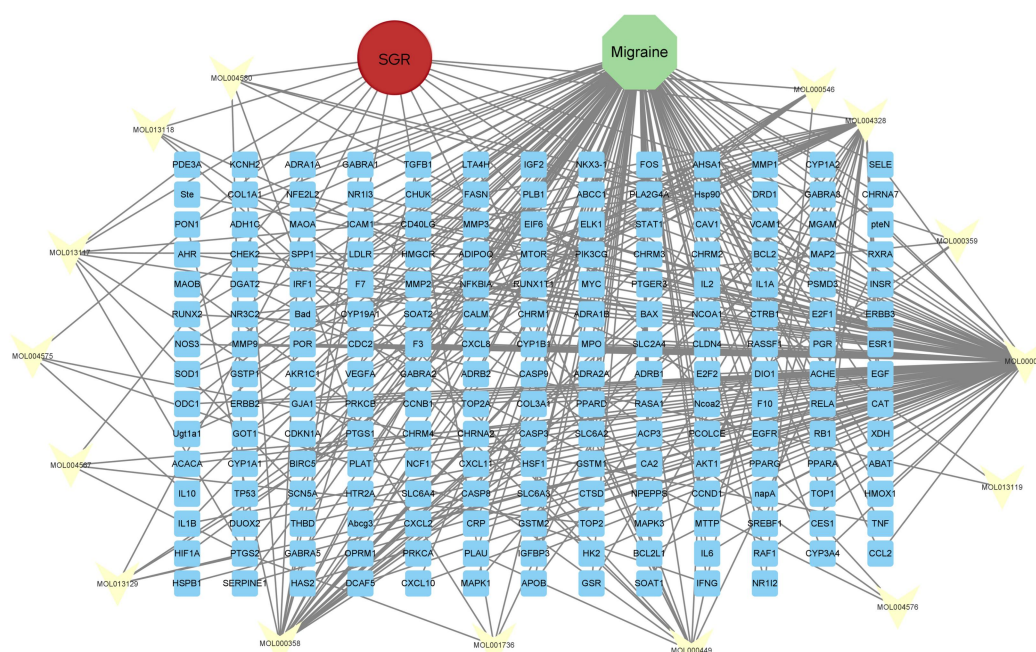 SGR
Migraine
MOL004580
MOL000546
MOL013118
MOL004328
PDE3A KCNH2 ADRA1A GABRA1 TGFB1 LTA4H IGF2 NKX3-1 FOS AHSA1 MMP1 CYP1A2 SELE
Ste COL1A1 NFE2L2 NR1I3 CHUK FASN PLB1 ABCC1 PLA2G4A Hsp90 DRD1 GABRA3 CHRNA7
PON1 ADH1C MAOA ICAM1 CD40LG MMP3 EIF6 ELK1 STAT1 CAV1 VCAM1 MGAM pteN
MOL000359
MOL013117
AHR CHEK2 SPP1 LDLR HMGCR ADIPOQ MTOR PIK3CG CHRM3 CHRM2 BCL2 MAP2 RXRA
MAOB DGAT2 IRF1 F7 MMP2 NFKBIA RUNX1T1 MYC PTGER3 IL2 IL1A PSMD3 INSR
RUNX2 NR3C2 Bad CYP19A1 SOAT2 CALM CHRM1 ADRA1B BAX NCOA1 CTRB1 E2F1 ERBB3
NOS3 MMP9 POR CDC2 F3 CXCL8 CYP1B1 MPO SLC2A4 CLDN4 RASSF1 PGR ESR1
MOL004575
MOL0000
SOD1 GSTP1 AKR1C1 VEGFA GABRA2 ADRB2 CASP9 ADRA2A ADRB1 E2F2 DIO1 ACHE EGF
ODC1 ERBB2 GJA1 PRKCB CCNB1 TOP2A COL3A1 PPARD RASA1 Ncoa2 F10 RELA CAT
Ugt1a1 GOT1 CDKN1A PTGS1 CHRM4 CHRNA2 CASP3 SLC6A2 ACP3 PCOLCE EGFR RB1 XDH
MOL004567
ACACA CYP1A1 BIRC5 PLAT NCF1 CXCL11 HSF1 GSTM1 CA2 AKT1 PPARG PPARA ABAT
MOL013119
IL10 TP53 SCN5A HTR2A SLC6A4 CASP8 SLC6A3 CTSD NPEPPS CCND1 napA TOP1 HMOX1
IL1B DUOX2 THBD Abcg3 CXCL2 CRP GSTM2 TOP2 MAPK3 MTTP SREBF1 CES1 TNF
HIF1A PTGS2 GABRA5 OPRM1 PRKCA PLAU IGFBP3 HK2 BCL2L1 IL6 RAF1 CYP3A4 CCL2
MOL013129
HSPB1 SERPINE1 HAS2 DCAF5 CXCL10 MAPK1 APOB GSR SOAT1 IFNG NR1I2
MOL004576
MOL000358
MOL001736
MOL000449